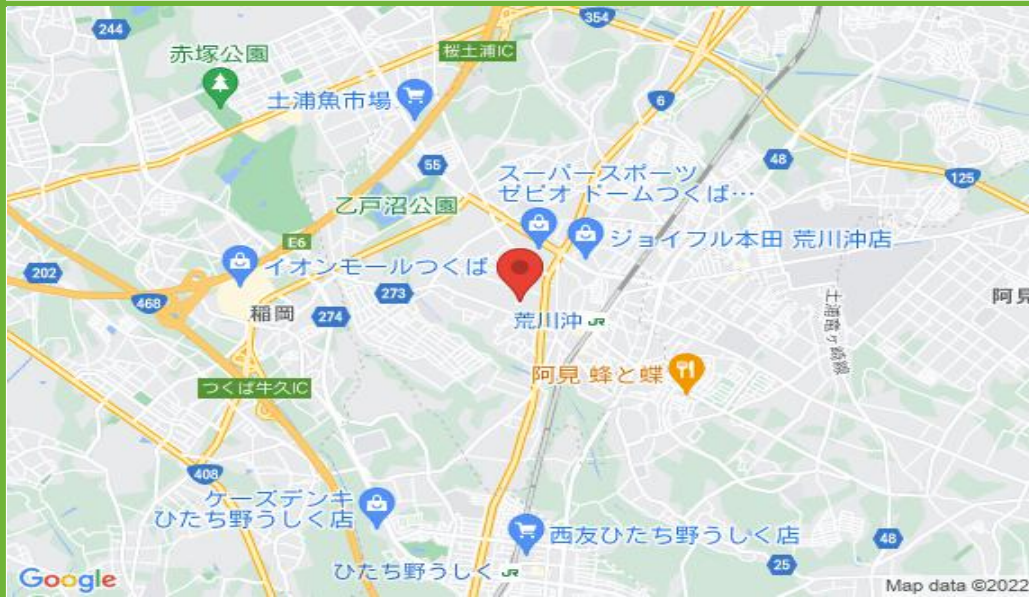 244
354
赤塚公園
桜土浦IC
土浦魚市場
6
55
48
スーパースポーツ
ゼビオ ドームつくば…
125
乙戸沼公園
E6
ジョイフル本田 荒川沖店
202
イオンモールつくば
273
468
稲岡
274
荒川沖 JR
土浦竜ヶ崎線
阿見
阿見 蜂と蝶
つくば牛久IC
408
ケーズデンキ
ひたち野うしく店
西友ひたち野うしく店
48
25
ひたち野うしく JR
Google
Map data ©2022